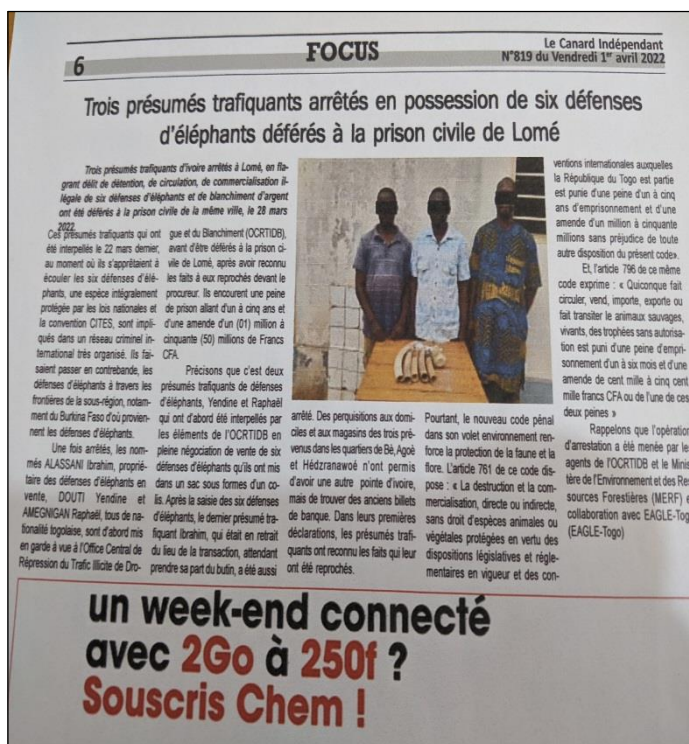 6
FOCUS
Le Canard Indépendant
N°819 du Vendredi 1er avril 2022
Trois présumés trafiquants arrêtés en possession de six défenses
d'éléphants déférés à la prison civile de Lomé
Trois présumés trafiquants d'ivoire arrêtés à Lomé, en fla-
grant délit de détention, de circulation, de commercialisation il-
légale de six défenses d'éléphants et de blanchiment d'argent
ont été déférés à la prison civile de la même ville, le 28 mars
2022.
Ces présumés trafiquants qui ont
été interpellés le 22 mars dernier,
au moment où ils s'apprêtaient à
écouler les six défenses d'élé-
phants, une espèce intégralement
protégée par les lois nationales et
la convention CITES, sont impli-
qués dans un réseau criminel in-
ternational très organisé. Ils fai-
saient passer en contrebande, les
défenses d'éléphants à travers les
frontières de la sous-région, notam-
ment du Burkina Faso d'où provien-
nent les défenses d'éléphants.
Une fois arrêtés, les nom-
més ALASSANI Ibrahim, proprié-
taire des défenses d'éléphants en
vente, DOUTI Yendine et
AMEGNIGAN Raphaël, tous de na-
tionalité togolaise, sont d'abord mis
en garde à vue à l'Office Central de
Répression du Trafic Illicite de Dro-
gue et du Blanchiment (OCRTIDB),
avant d'être déférés à la prison ci-
vile de Lomé, après avoir reconnu
les faits à eux reprochés devant le
procureur. Ils encourent une peine
de prison allant d'un à cinq ans et
d'une amende d'un (01) million à
cinquante (50) millions de Francs
CFA.
Précisons que c'est deux
présumés trafiquants de défenses
d'éléphants, Yendine et Raphaël
qui ont d'abord été interpellés par
les éléments de l'OCRTIDB en
pleine négociation de vente de six
défenses d'éléphants qu'ils ont mis
dans un sac sous formes d'un co-
lis. Après la saisie des six défenses
d'éléphants, le dernier présumé tra-
fiquant Ibrahim, qui était en retrait
du lieu de la transaction, attendant
prendre sa part du butin, a été aussi
arrêté. Des perquisitions aux domi-
ciles et aux magasins des trois pré-
venus dans les quartiers de Bè, Agoè
et Hédzranawoé n'ont permis
d'avoir une autre pointe d'ivoire,
mais de trouver des anciens billets
de banque. Dans leurs premières
déclarations, les présumés trafi-
quants ont reconnu les faits qui leur
ont été reprochés.
Pourtant, le nouveau code pénal
dans son volet environnement ren-
force la protection de la faune et la
flore. L'article 761 de ce code dis-
pose : « La destruction et la com-
mercialisation, directe ou indirecte,
sans droit d'espèces animales ou
végétales protégées en vertu des
dispositions législatives et régle-
mentaires en vigueur et des con-
ventions internationales auxquelles
la République du Togo est partie
est punie d'une peine d'un à cinq
ans d'emprisonnement et d'une
amende d'un million à cinquante
millions sans préjudice de toute
autre disposition du présent code».
Et, l'article 796 de ce même
code exprime : « Quiconque fait
circuler, vend, importe, exporte ou
fait transiter le animaux sauvages,
vivants, des trophées sans autorisa-
tion est puni d'une peine d'empri-
sonnement d'un à six mois et d'une
amende de cent mille à cinq cent
mille francs CFA ou de l'une de ces
deux peines »
Rappelons que l'opération
d'arrestation a été menée par les
agents de l'OCRTIDB et le Minis
tère de l'Environnement et des Res
sources Forestières (MERF)
collaboration avec EAGLE-Tog
(EAGLE-Togo)
un week-end connecté
avec 2Go à 250f ?
Souscris Chem !